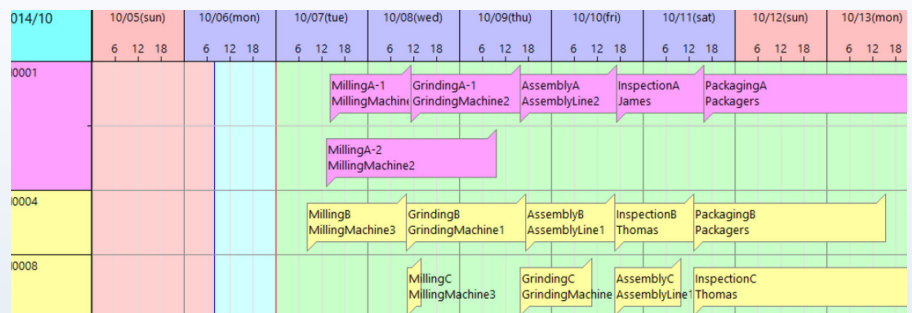 014/10 10/05(sun) 10/06(mon) 10/07(tue) 10/08(wed) 10/09(thu) 10/10(fri) 10/11(sat) 10/12(sun) 10/13(mon)
6 12 18 6 12 18 6 12 18 6 12 18 6 12 18 6 12 18 6 12 18 6 12 18 6 12 18
0001
MillingA-1 GrindingA-1 AssemblyA InspectionA PackagingA
MillingMachine GrindingMachine2 AssemblyLine2 James Packagers
MillingA-2
MillingMachine2
0004
MillingB GrindingB AssemblyB InspectionB PackagingB
MillingMachine3 GrindingMachine1 AssemblyLine1 Thomas Packagers
0008
MillingC GrindingC AssemblyC InspectionC
MillingMachine3 GrindingMachine AssemblyLine1 Thomas